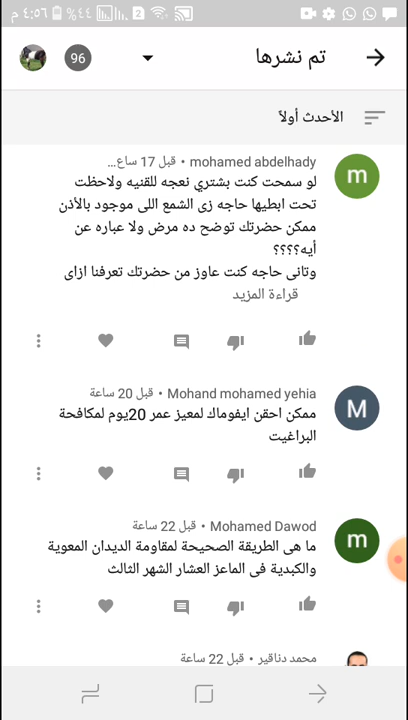 ٤:٥٦ م ٤٤% 2
تم نشرها
96
الأحدث أولاً
mohamed abdelhady • قبل 17 ساع...
لو سمحت كنت بشتري نعجه للقنيه ولاحظت
تحت ابطيها حاجه زى الشمع اللى موجود بالأذن
ممكن حضرتك توضح ده مرض ولا عباره عن
أيه؟؟؟؟
وتانى حاجه كنت عاوز من حضرتك تعرفنا ازاى
قراءة المزيد
m
Mohand mohamed yehia • قبل 20 ساعة
ممكن احقن ايفوماك لمعيز عمر 20يوم لمكافحة
البراغيت
M
Mohamed Dawod • قبل 22 ساعة
ما هى الطريقة الصحيحة لمقاومة الديدان المعوية
والكبدية فى الماعز العشار الشهر الثالث
m
محمد دناقير • قبل 22 ساعة